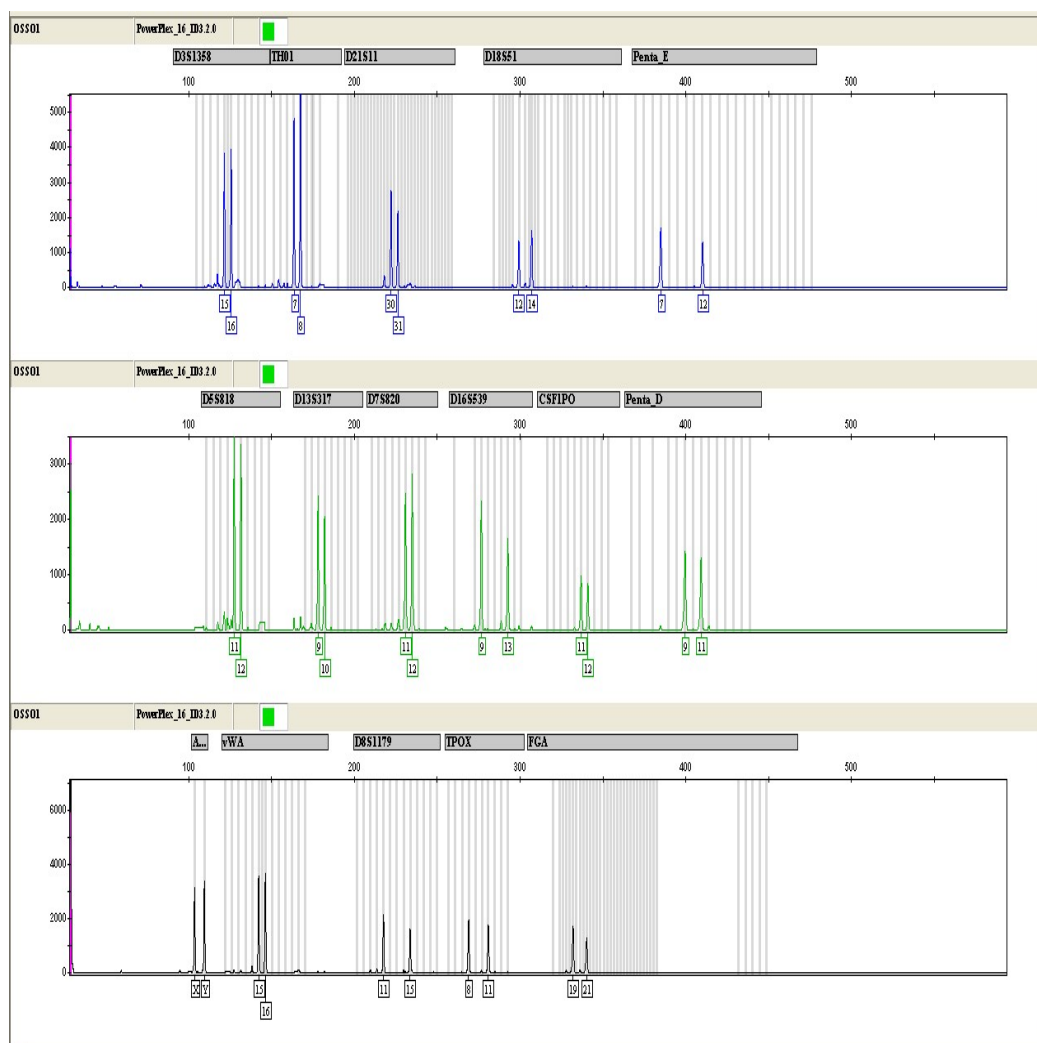 OSS01 PowerPlex_16_ID3.2.0
D3S1358 TH01 D21S11 D18S51 Penta_E
100 200 300 400 500
5000
4000
3000
2000
1000
0
15 7 30 12 14 7 12
16 8 31
OSS01 PowerPlex_16_ID3.2.0
D5S818 D13S317 D7S820 D16S539 CSF1PO Penta_D
100 200 300 400 500
3000
2000
1000
0
11 9 11 9 13 11 9 11
12 10 12 12
OSS01 PowerPlex_16_ID3.2.0
A... vWA D8S1179 TPOX FGA
100 200 300 400 500
6000
4000
2000
0
X Y 15 11 15 8 11 19 21
16